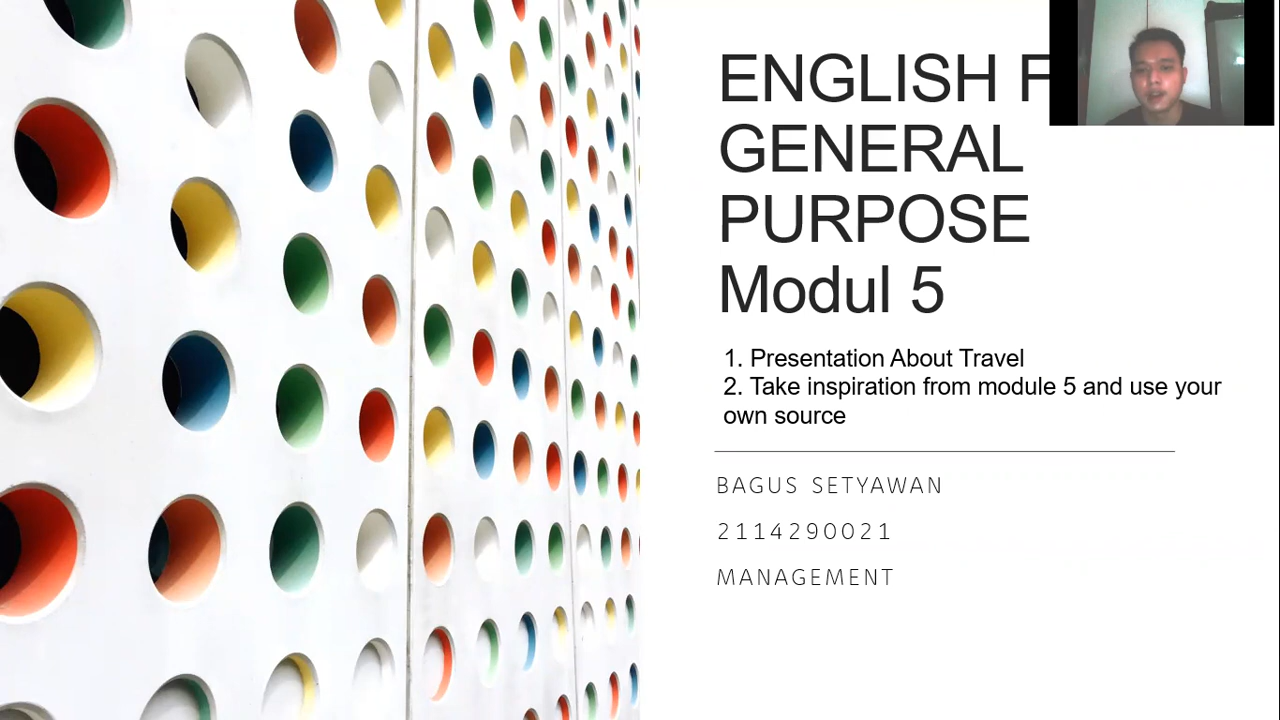 ENGLISH F
GENERAL
PURPOSE
Modul 5
1. Presentation About Travel
2. Take inspiration from module 5 and use your
own source
BAGUS SETYAWAN
2114290021
MANAGEMENT